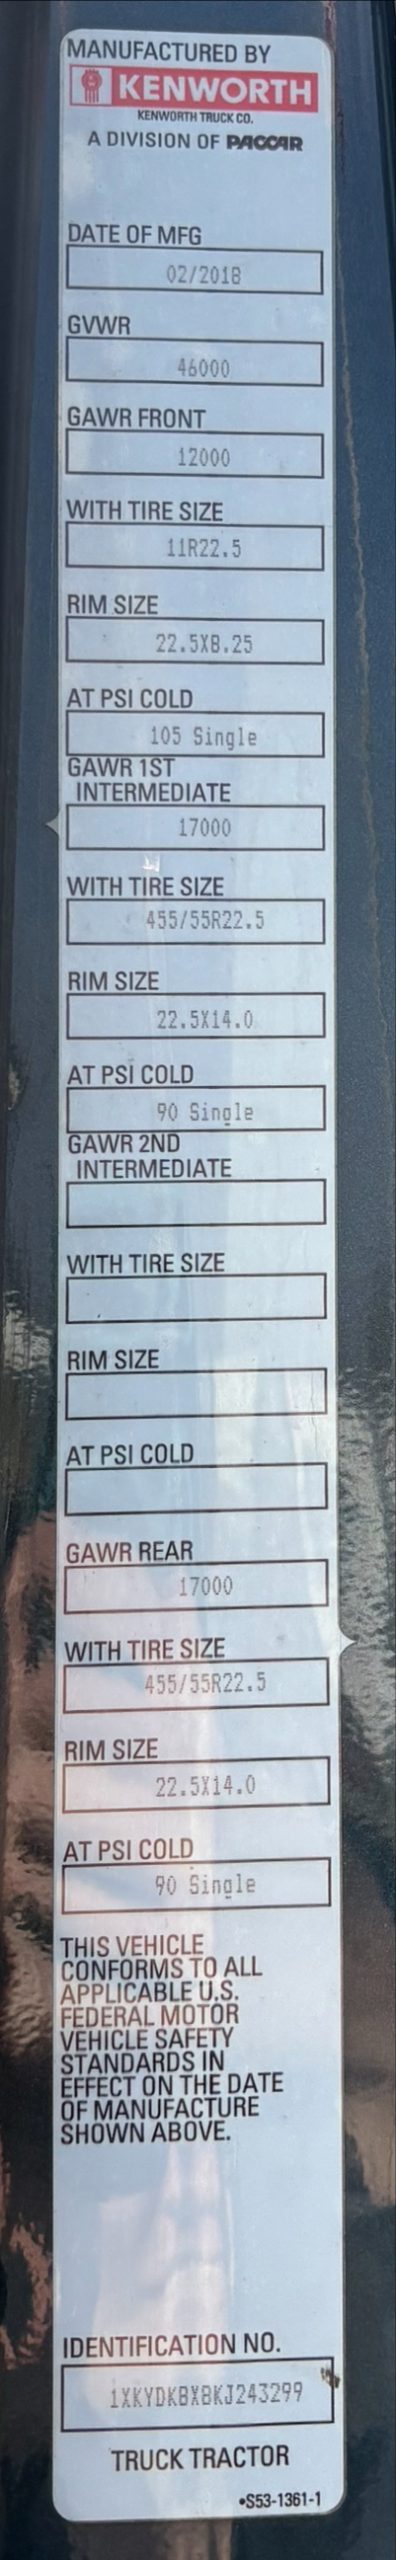 MANUFACTURED BY
KENWORTH
KENWORTH TRUCK CO.
A DIVISION OF PACCAR
DATE OF MFG
02/2018
GVWR
46000
GAWR FRONT
12000
WITH TIRE SIZE
11R22.5
RIM SIZE
22.5X8.25
AT PSI COLD
105 Single
GAWR 1ST
INTERMEDIATE
17000
WITH TIRE SIZE
455/55R22.5
RIM SIZE
22.5X14.0
AT PSI COLD
90 Single
GAWR 2ND
INTERMEDIATE
WITH TIRE SIZE
RIM SIZE
AT PSI COLD
GAWR REAR
17000
WITH TIRE SIZE
455/55R22.5
RIM SIZE
22.5X14.0
AT PSI COLD
90 Single
THIS VEHICLE
CONFORMS TO ALL
APPLICABLE U.S.
FEDERAL MOTOR
VEHICLE SAFETY
STANDARDS IN
EFFECT ON THE DATE
OF MANUFACTURE
SHOWN ABOVE.
IDENTIFICATION NO.
1XKYDK8X8KJ243299
TRUCK TRACTOR
•S53-1361-1